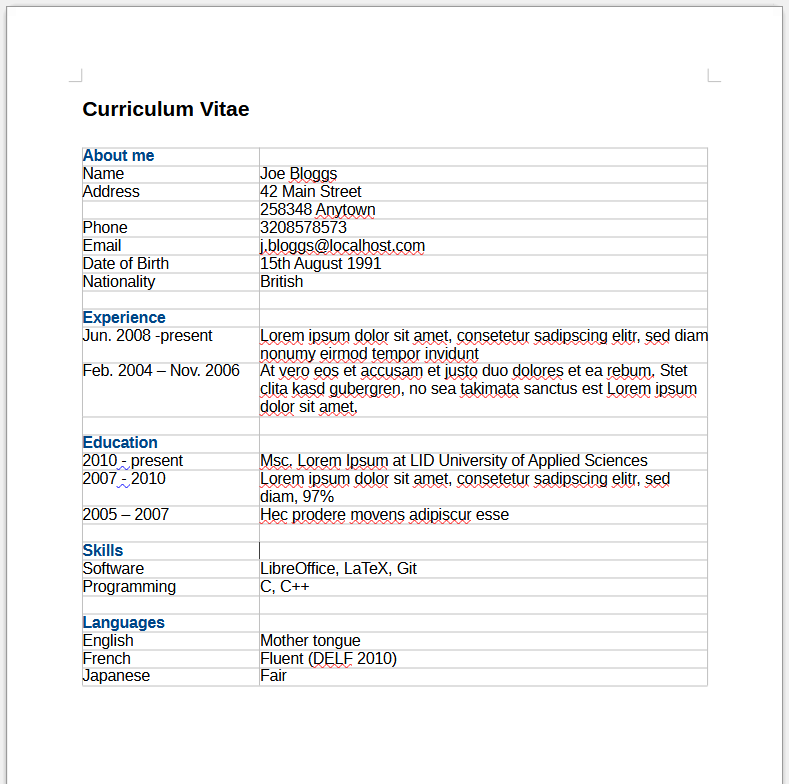 Curriculum Vitae
About me
Name Joe Bloggs
Address 42 Main Street
258348 Anytown
Phone 3208578573
Email j.bloggs@localhost.com
Date of Birth 15th August 1991
Nationality British
Experience
Jun. 2008 -present Lorem ipsum dolor sit amet, consetetur sadipscing elitr, sed diam
nonumy eirmod tempor invidunt
Feb. 2004 – Nov. 2006 At vero eos et accusam et justo duo dolores et ea rebum. Stet
clita kasd gubergren, no sea takimata sanctus est Lorem ipsum
dolor sit amet.
Education
2010 - present Msc. Lorem Ipsum at LID University of Applied Sciences
2007 - 2010 Lorem ipsum dolor sit amet, consetetur sadipscing elitr, sed
diam, 97%
2005 – 2007 Hec prodere movens adipiscur esse
Skills
Software LibreOffice, LaTeX, Git
Programming C, C++
Languages
English Mother tongue
French Fluent (DELF 2010)
Japanese Fair